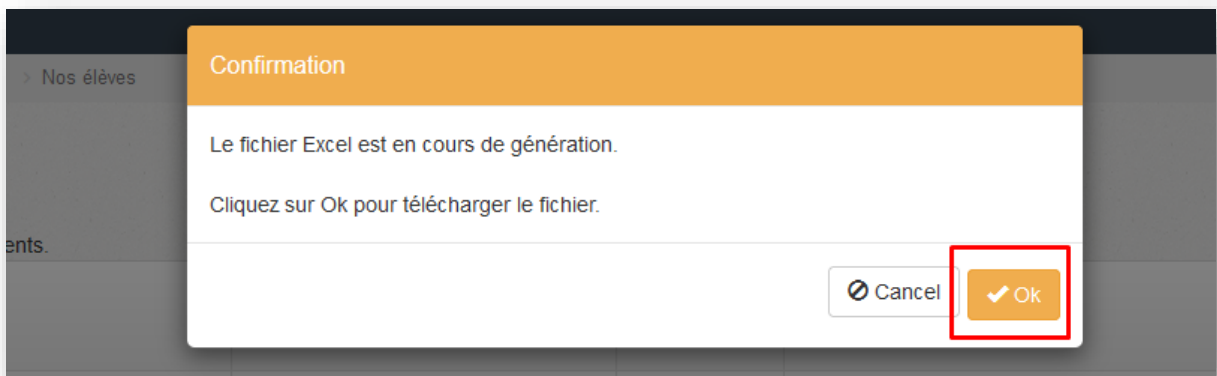 Confirmation
> Nos élèves
Le fichier Excel est en cours de génération.
Cliquez sur Ok pour télécharger le fichier.
ents.
Cancel
Ok